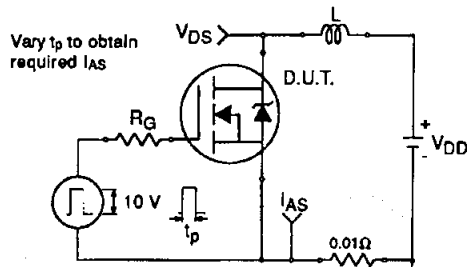 Vary tp to obtain
required IAS
VDS
L
D.U.T.
RG
+
VDD
-
10 V
tp
IAS
0.01Ω